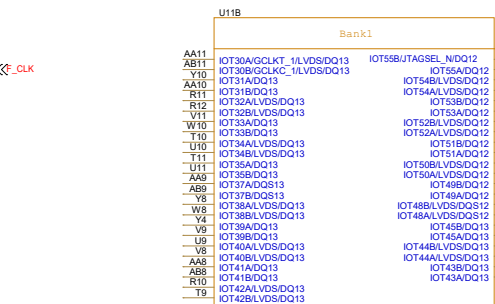 U11B
Bank1
F_CLK
AA11 IOT30A/GCLKT_1/LVDS/DQ13 IOT55B/JTAGSEL_N/DQ12
AB11 IOT30B/GCLKC_1/LVDS/DQ13 IOT55A/DQ12
Y10 IOT31A/DQ13 IOT54B/LVDS/DQ12
AA10 IOT31B/DQ13 IOT54A/LVDS/DQ12
R11 IOT32A/LVDS/DQ13 IOT53B/DQ12
R12 IOT32B/LVDS/DQ13 IOT53A/DQ12
V11 IOT33A/DQ13 IOT52B/LVDS/DQ12
W10 IOT33B/DQ13 IOT52A/LVDS/DQ12
T10 IOT34A/LVDS/DQ13 IOT51B/DQ12
U10 IOT34B/LVDS/DQ13 IOT51A/DQ12
T11 IOT35A/DQ13 IOT50B/LVDS/DQ12
U11 IOT35B/DQ13 IOT50A/LVDS/DQ12
AA9 IOT37A/DQS13 IOT49B/DQ12
AB9 IOT37B/DQS13 IOT49A/DQ12
Y8 IOT38A/LVDS/DQ13 IOT48B/LVDS/DQS12
W8 IOT38B/LVDS/DQ13 IOT48A/LVDS/DQS12
Y4 IOT39A/DQ13 IOT45B/DQ13
V9 IOT39B/DQ13 IOT45A/DQ13
U9 IOT40A/LVDS/DQ13 IOT44B/LVDS/DQ13
V8 IOT40B/LVDS/DQ13 IOT44A/LVDS/DQ13
AA8 IOT41A/DQ13 IOT43B/DQ13
AB8 IOT41B/DQ13 IOT43A/DQ13
R10 IOT42A/LVDS/DQ13
T9 IOT42B/LVDS/DQ13